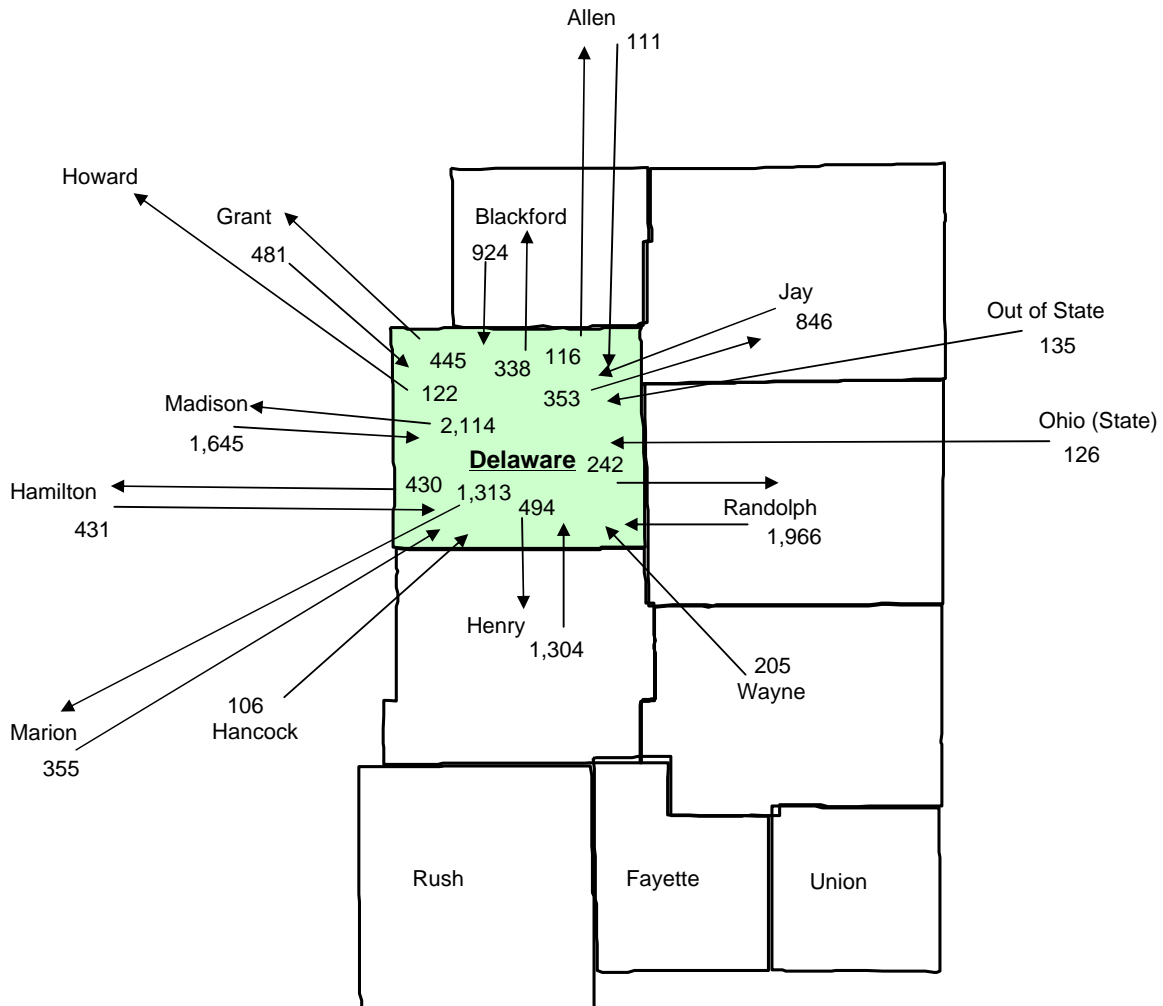 Allen
111
Howard
Grant
481
Blackford
924
Jay
846
Out of State
135
445
338
116
122
353
Madison
1,645
2,114
Ohio (State)
126
Delaware
242
Hamilton
431
430
1,313
494
Randolph
1,966
Henry
1,304
205
Wayne
106
Hancock
Marion
355
Rush
Fayette
Union